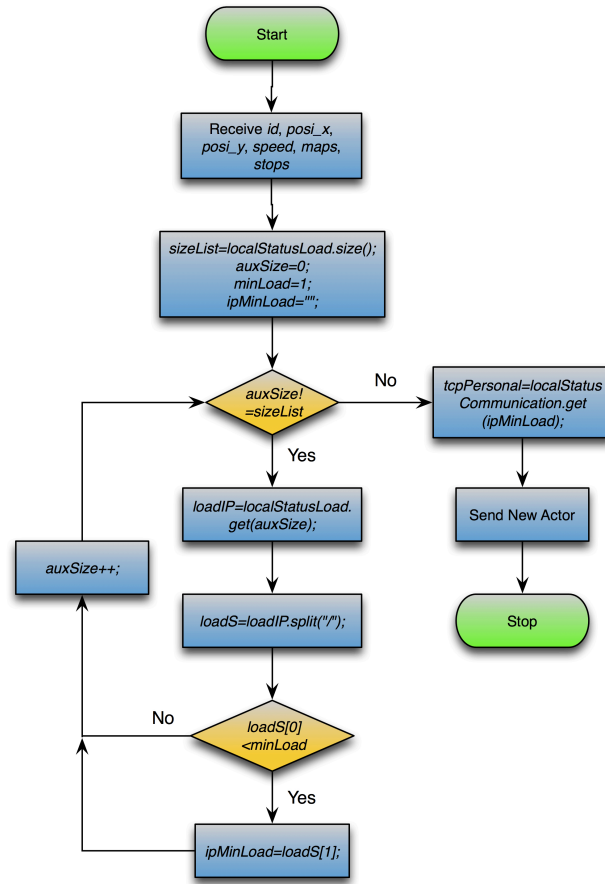 Start
Receive id, posi_x,
posi_y, speed, maps,
stops
sizeList=localStatusLoad.size();
auxSize=0;
minLoad=1;
ipMinLoad="";
auxSize!
=sizeList
No
tcpPersonal=localStatus
Communication.get
(ipMinLoad);
Yes
loadIP=localStatusLoad.
get(auxSize);
Send New Actor
auxSize++;
loadS=loadIP.split("/");
Stop
No
loadS[0]
<minLoad
Yes
ipMinLoad=loadS[1];